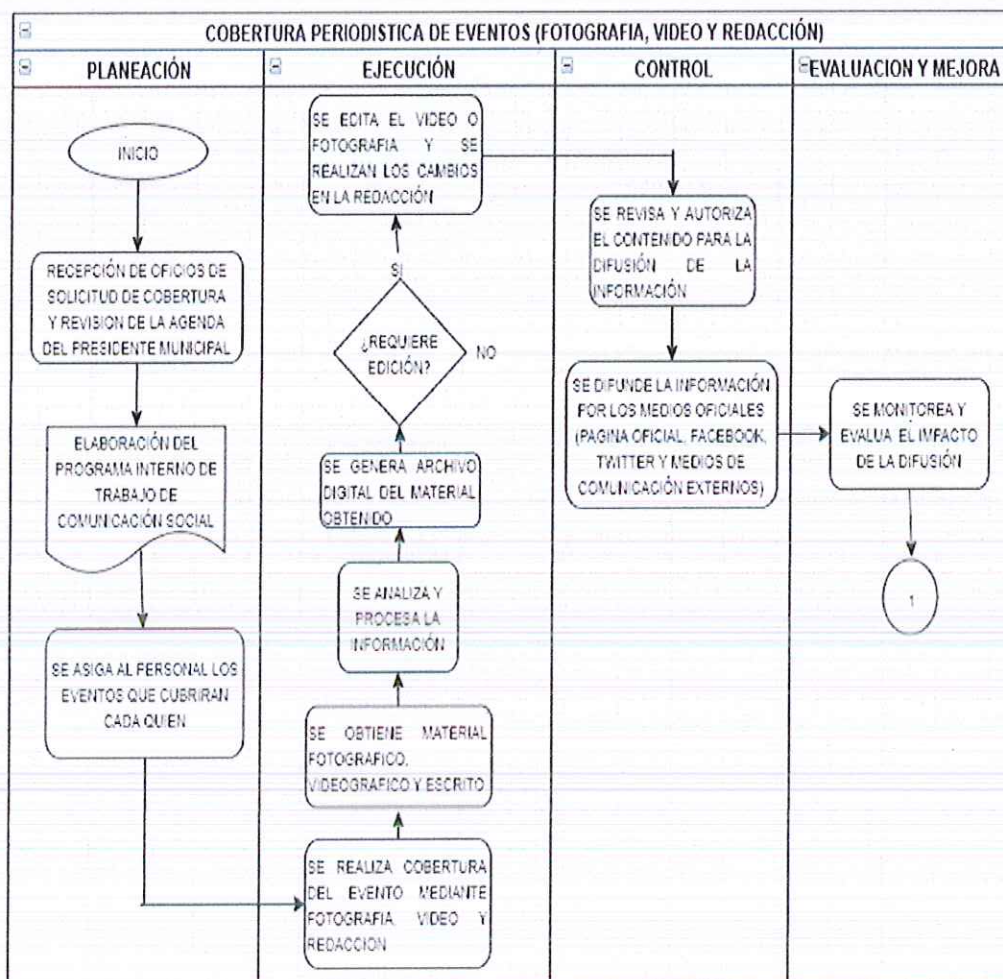 COBERTURA PERIODISTICA DE EVENTOS (FOTOGRAFIA, VIDEO Y REDACCIÓN)
PLANEACIÓN
EJECUCIÓN
CONTROL
EVALUACION Y MEJORA
INICIO
RECEPCIÓN DE OFICIOS DE
SOLICITUD DE COBERTURA
Y REVISION DE LA AGENDA
DEL PRESIDENTE MUNICIPAL
ELABORACIÓN DEL
PROGRAMA INTERNO DE
TRABAJO DE
COMUNICACIÓN SOCIAL
SE ASIGA AL PERSONAL LOS
EVENTOS QUE CUBRIRAN
CADA QUIEN
SE EDITA EL VIDEO O
FOTOGRAFIA Y SE
REALIZAN LOS CAMBIOS
EN LA REDACCIÓN
SI
¿REQUIERE
EDICIÓN?
NO
SE GENERA ARCHIVO
DIGITAL DEL MATERIAL
OBTENIDO
SE ANALIZA Y
PROCESA LA
INFORMACIÓN
SE OBTIENE MATERIAL
FOTOGRAFICO,
VIDEOGRAFICO Y ESCRITO
SE REALIZA COBERTURA
DEL EVENTO MEDIANTE
FOTOGRAFIA, VIDEO Y
REDACCION
SE REVISA Y AUTORIZA
EL CONTENIDO PARA LA
DIFUSIÓN DE LA
INFORMACIÓN
SE DIFUNDE LA INFORMACIÓN
POR LOS MEDIOS OFICIALES
(PAGINA OFICIAL, FACEBOOK,
TWITTER Y MEDIOS DE
COMUNICACIÓN EXTERNOS)
SE MONITOREA Y
EVALUA EL IMPACTO
DE LA DIFUSIÓN
1